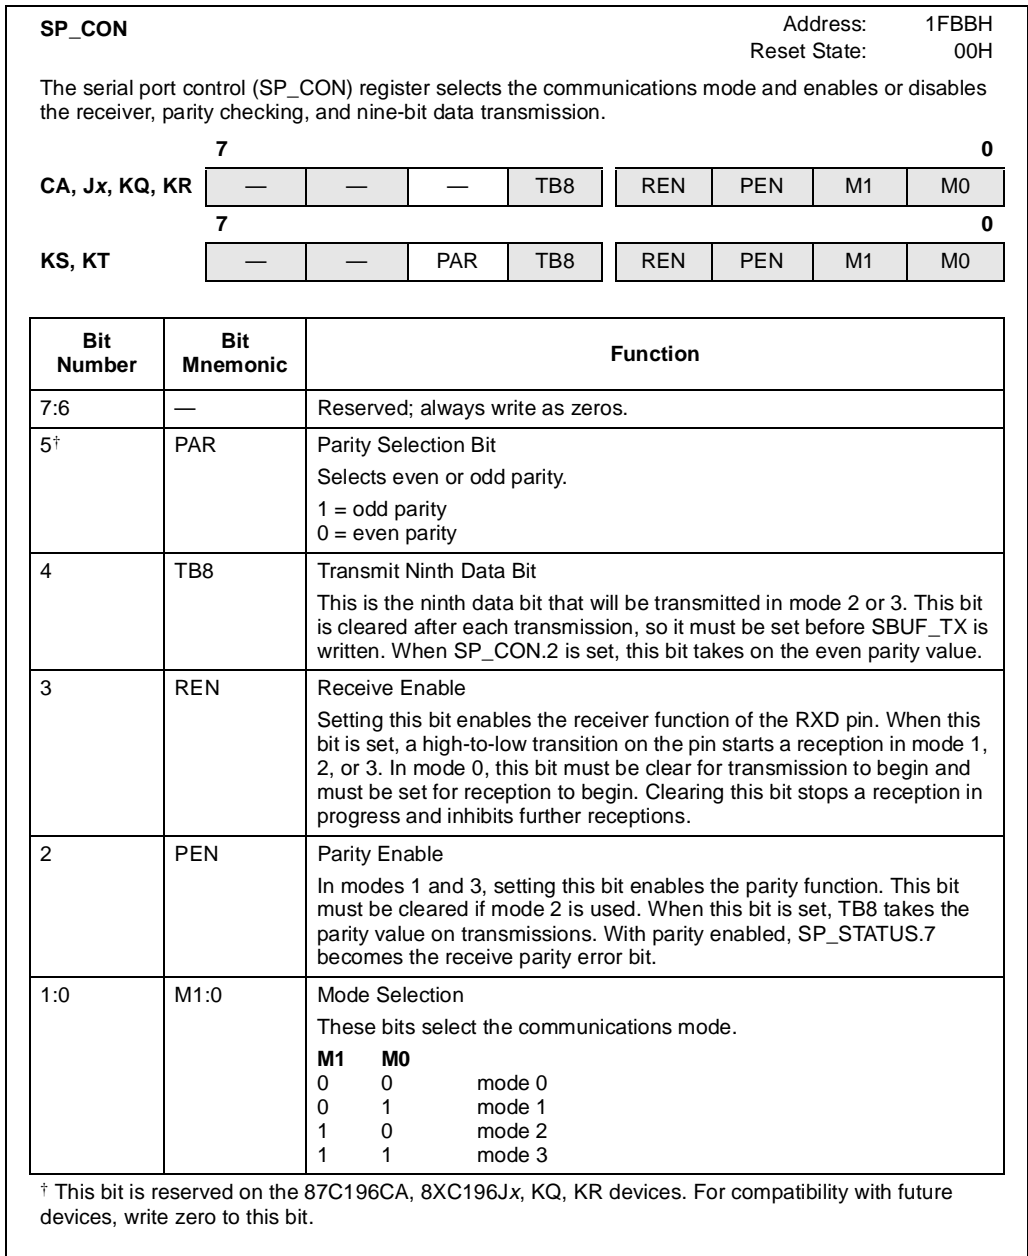 SP_CON Address: 1FBBH
Reset State: 00H
The serial port control (SP_CON) register selects the communications mode and enables or disables
the receiver, parity checking, and nine-bit data transmission.
7 0
CA, Jx, KQ, KR — — — TB8 REN PEN M1 M0
7 0
KS, KT — — PAR TB8 REN PEN M1 M0
Bit Number Bit Mnemonic Function
7:6 — Reserved; always write as zeros.
5† PAR Parity Selection Bit
Selects even or odd parity.
1 = odd parity
0 = even parity
4 TB8 Transmit Ninth Data Bit
This is the ninth data bit that will be transmitted in mode 2 or 3. This bit
is cleared after each transmission, so it must be set before SBUF_TX is
written. When SP_CON.2 is set, this bit takes on the even parity value.
3 REN Receive Enable
Setting this bit enables the receiver function of the RXD pin. When this
bit is set, a high-to-low transition on the pin starts a reception in mode 1,
2, or 3. In mode 0, this bit must be clear for transmission to begin and
must be set for reception to begin. Clearing this bit stops a reception in
progress and inhibits further receptions.
2 PEN Parity Enable
In modes 1 and 3, setting this bit enables the parity function. This bit
must be cleared if mode 2 is used. When this bit is set, TB8 takes the
parity value on transmissions. With parity enabled, SP_STATUS.7
becomes the receive parity error bit.
1:0 M1:0 Mode Selection
These bits select the communications mode.
M1 M0
0 0 mode 0
0 1 mode 1
1 0 mode 2
1 1 mode 3
† This bit is reserved on the 87C196CA, 8XC196Jx, KQ, KR devices. For compatibility with future
devices, write zero to this bit.